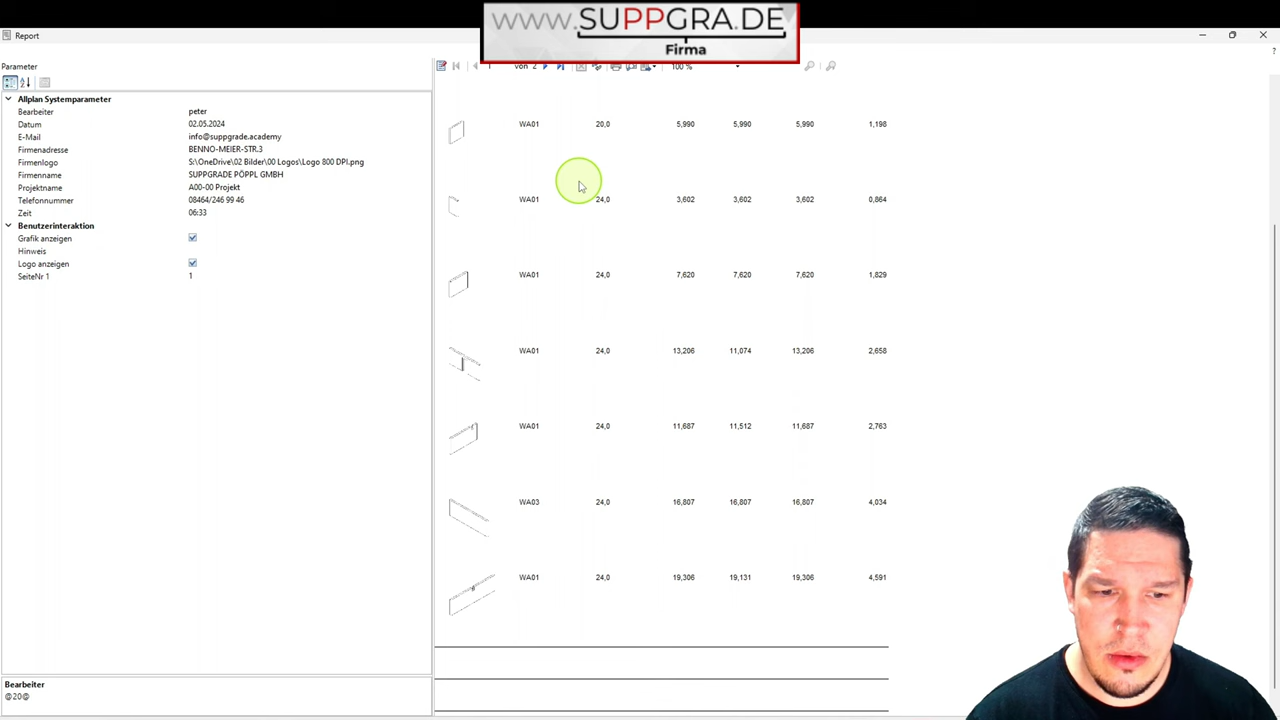 WWW.SUPPGRA.DE
Firma
Report
?
Parameter
1 von 2 100 %
Allplan Systemparameter
Bearbeiter peter
Datum 02.05.2024
E-Mail info@suppgrade.academy
Firmenadresse BENNO-MEIER-STR.3
Firmenlogo S:\OneDrive\02 Bilder\00 Logos\Logo 800 DPI.png
Firmenname SUPPGRADE PÖPPL GMBH
Projektname A00-00 Projekt
Telefonnummer 08464/246 99 46
Zeit 06:33
Benutzerinteraktion
Grafik anzeigen
Hinweis
Logo anzeigen
SeiteNr 1 1
WA01 20,0 5,990 5,990 5,990 1,198
WA01 24,0 3,602 3,602 3,602 0,864
WA01 24,0 7,620 7,620 7,620 1,829
WA01 24,0 13,206 11,074 13,206 2,658
WA01 24,0 11,687 11,512 11,687 2,763
WA03 24,0 16,807 16,807 16,807 4,034
WA01 24,0 19,306 19,131 19,306 4,591
Bearbeiter
@20@